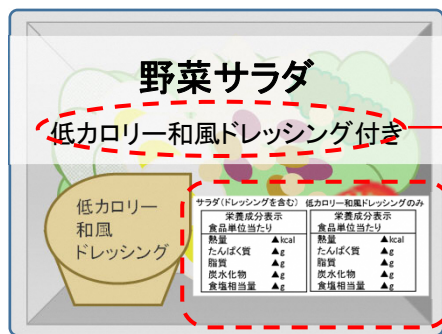 野菜サラダ
低カロリー和風ドレッシング付き
低カロリー
和風
ドレッシング
サラダ(ドレッシングを含む)
栄養成分表示
食品単位当たり
熱量 ▲kcal
たんぱく質 ▲g
脂質 ▲g
炭水化物 ▲g
食塩相当量 ▲g
低カロリー和風ドレッシングのみ
栄養成分表示
食品単位当たり
熱量 ▲kcal
たんぱく質 ▲g
脂質 ▲g
炭水化物 ▲g
食塩相当量 ▲g